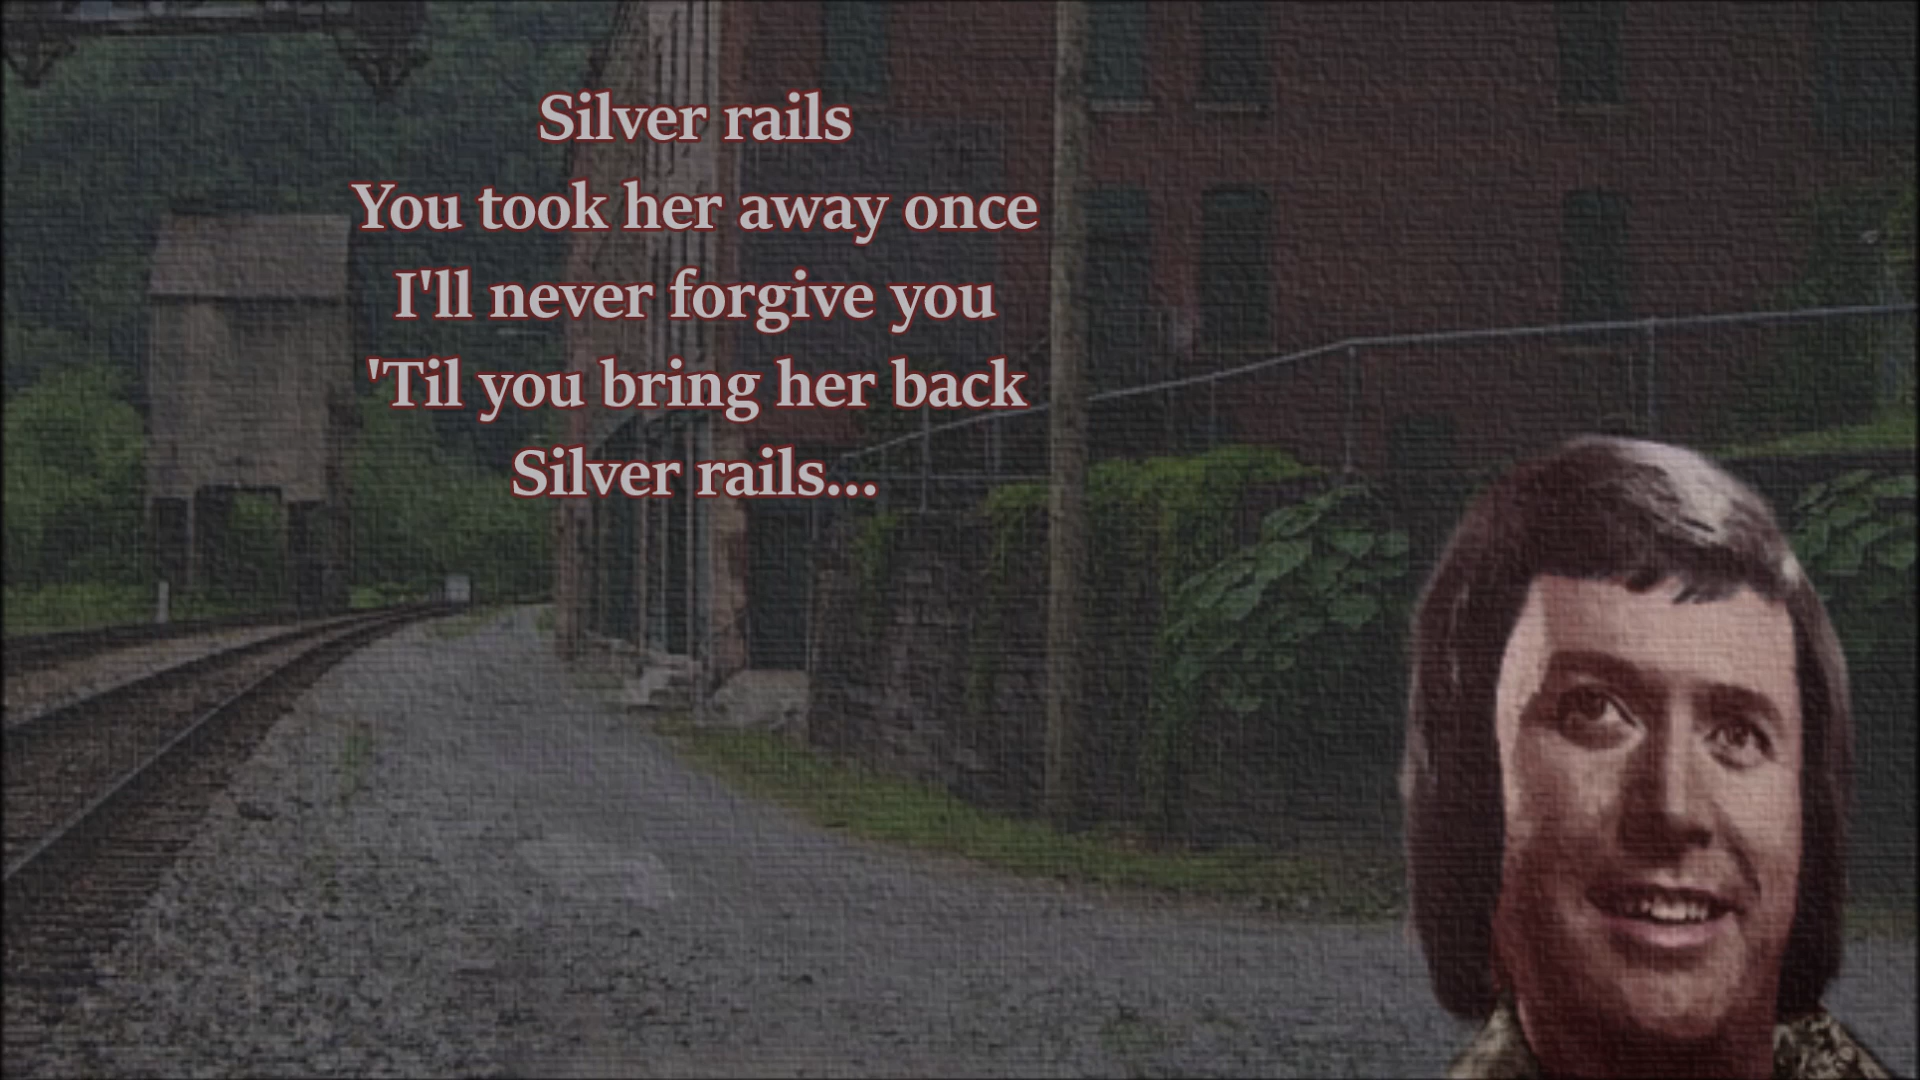 Silver rails
You took her away once
I'll never forgive you
'Til you bring her back
Silver rails...